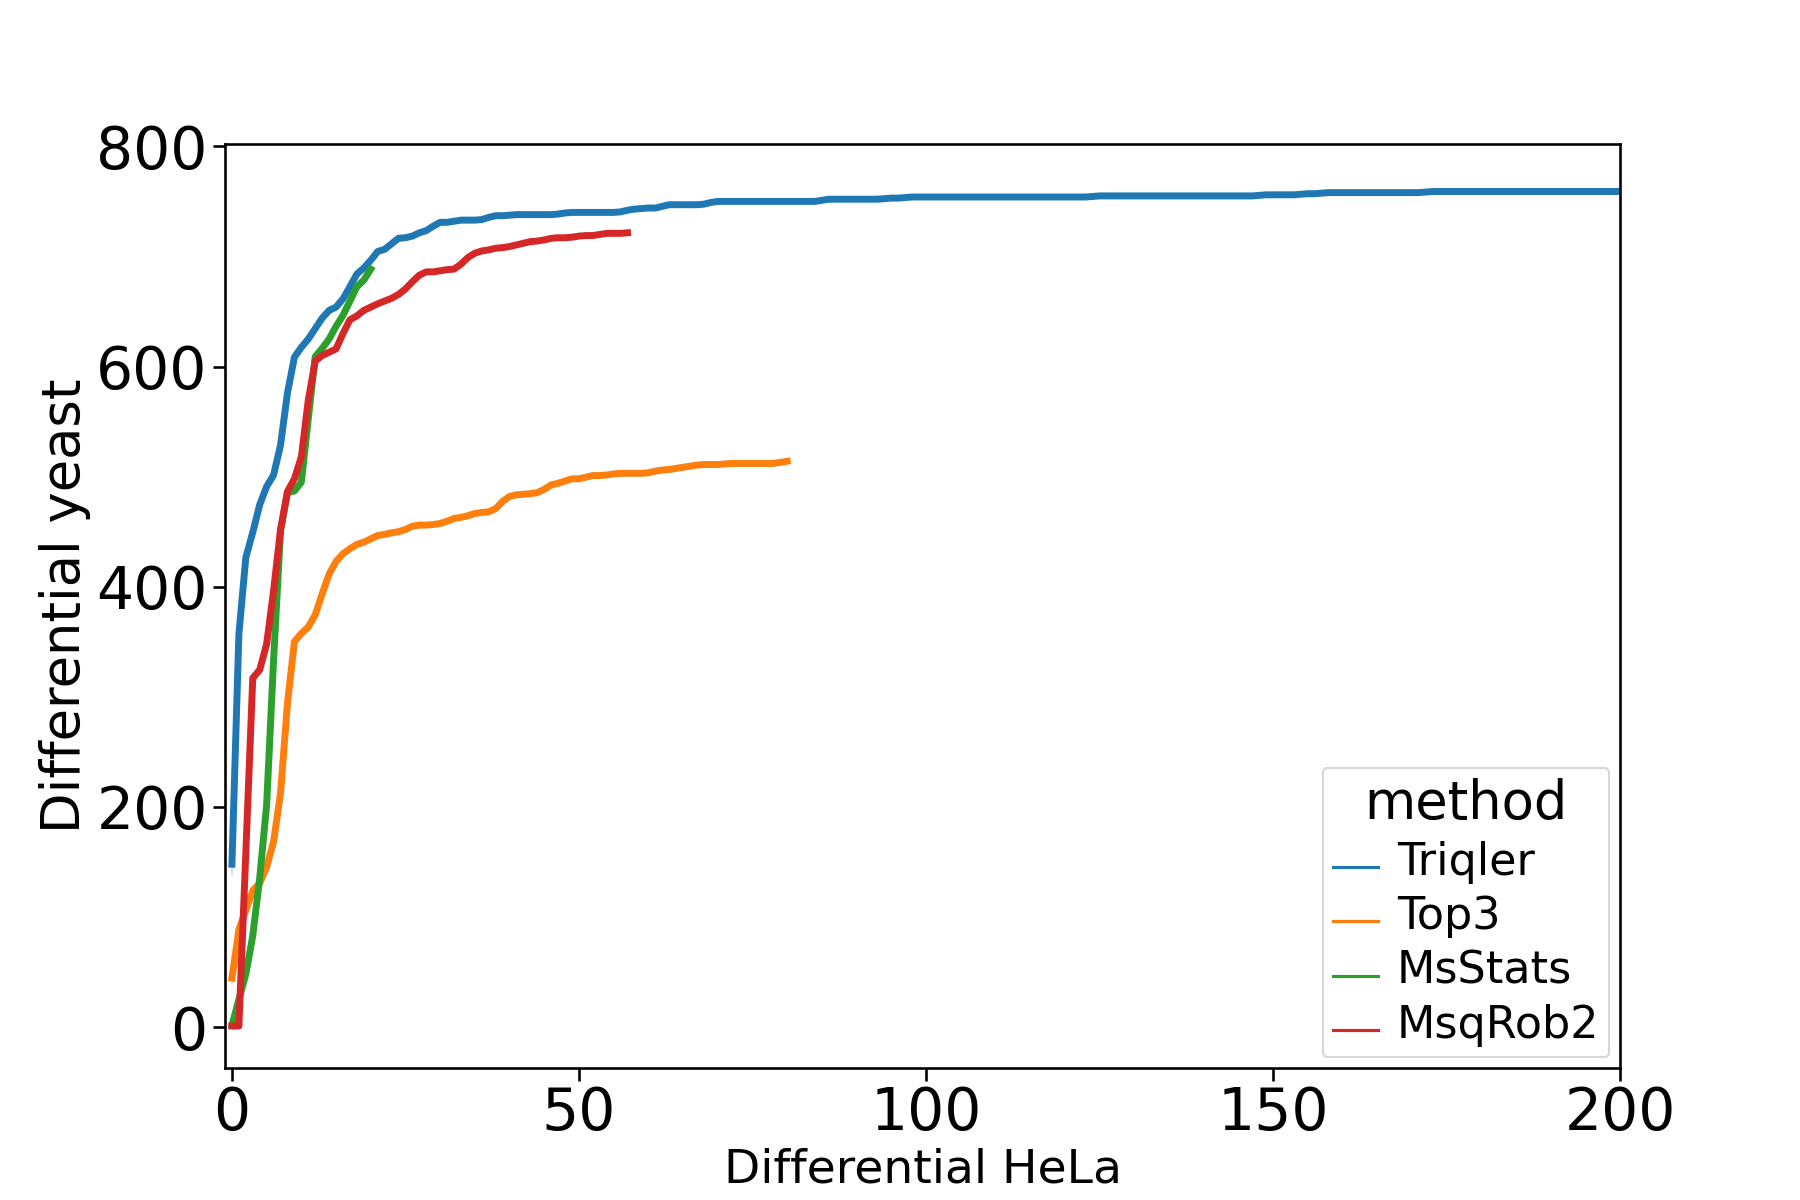 800
600
400
200
0
Differential yeast
0 50 100 150 200
Differential HeLa
method
Triqler
Top3
MsStats
MsqRob2